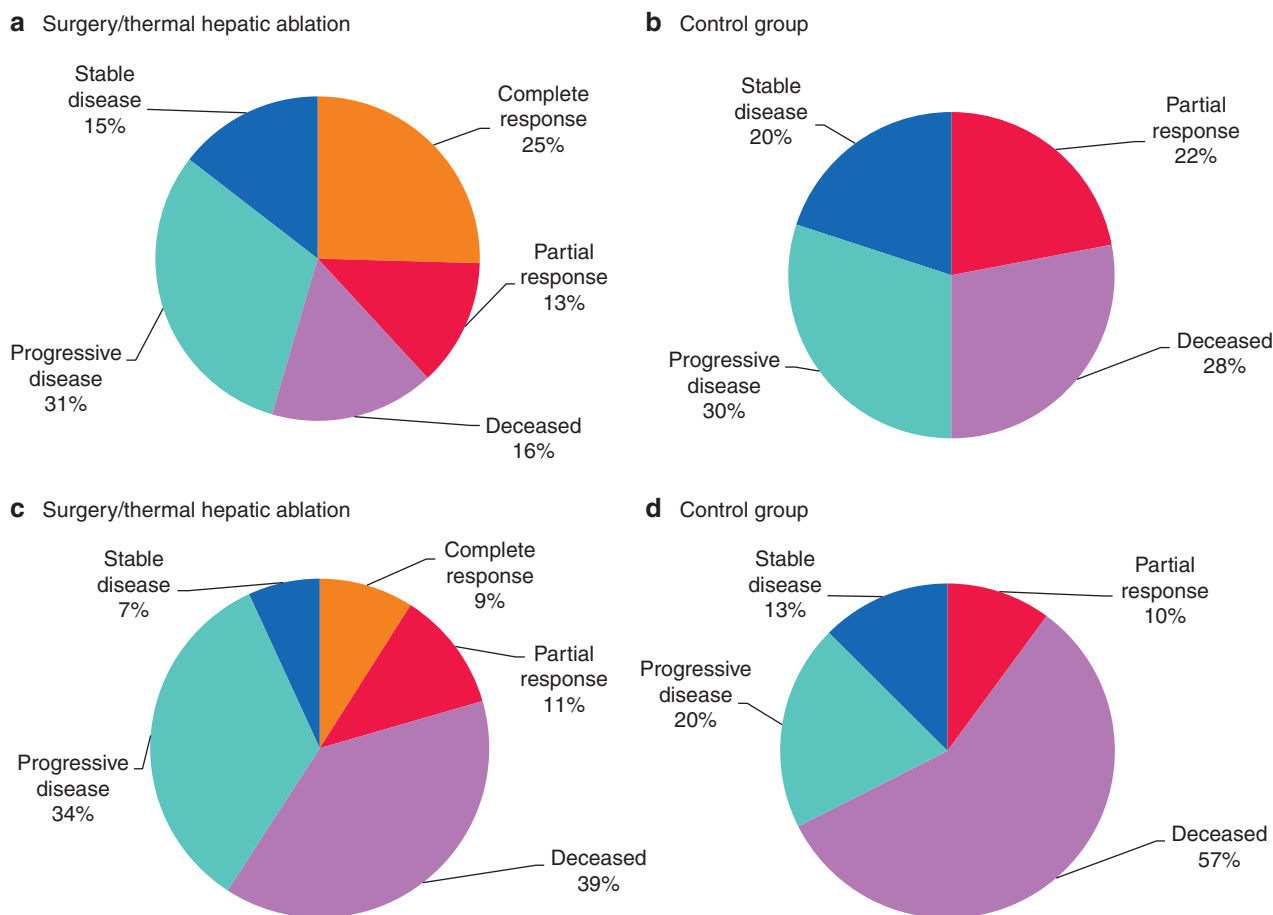 a Surgery/thermal hepatic ablation
Stable
disease
15%
Complete
response
25%
Partial
response
13%
Progressive
disease
31%
Deceased
16%
b Control group
Stable
disease
20%
Partial
response
22%
Progressive
disease
30%
Deceased
28%
c Surgery/thermal hepatic ablation
Stable
disease
7%
Complete
response
9%
Partial
response
11%
Progressive
disease
34%
Deceased
39%
d Control group
Stable
disease
13%
Partial
response
10%
Progressive
disease
20%
Deceased
57%